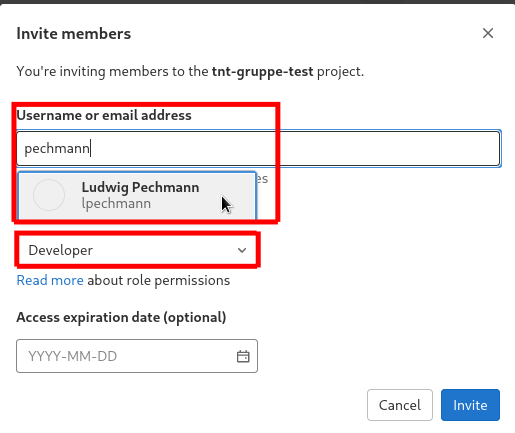 Invite members
You're inviting members to the tnt-gruppe-test project.
Username or email address
pechmann
Ludwig Pechmann
lpechmann
Developer
Read more about role permissions
Access expiration date (optional)
YYYY-MM-DD
Cancel
Invite